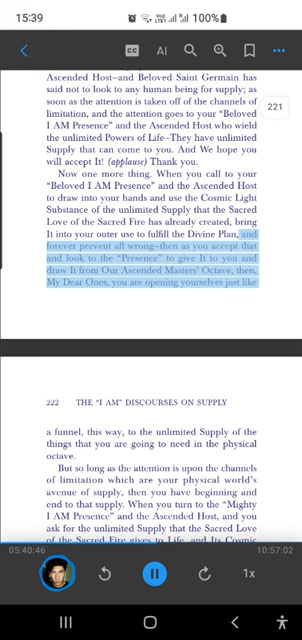 15:39
100%
CC
AI
221
Ascended Host–and Beloved Saint Germain has
said not to look to any human being for supply; as
soon as the attention is taken off of the channels of
limitation, and the attention goes to your "Beloved
I AM Presence" and the Ascended Host who wield
the unlimited Powers of Life–They have unlimited
Supply that can come to you. And We hope you
will accept It! (applause) Thank you.
Now one more thing. When you call to your
"Beloved I AM Presence" and the Ascended Host
to draw into your hands and use the Cosmic Light
Substance of the unlimited Supply that the Sacred
Love of the Sacred Fire has already created, bring
It into your outer use to fulfill the Divine Plan, and
forever prevent all wrong–then as you accept that
and look to the "Presence" to give It to you and
draw It from Our Ascended Masters' Octave, then,
My Dear Ones, you are opening yourselves just like
222 THE "I AM" DISCOURSES ON SUPPLY
a funnel, this way, to the unlimited Supply of the
things that you are going to need in the physical
octave.
But so long as the attention is upon the channels
of limitation which are your physical world's
avenue of supply, then you have beginning and
end to that supply. When you turn to the "Mighty
I AM Presence" and the Ascended Host, and you
ask for the unlimited Supply that the Sacred Love
of the Sacred Fire gives to Life, and Its Cosmic
05:40:46
10:57:02
1x